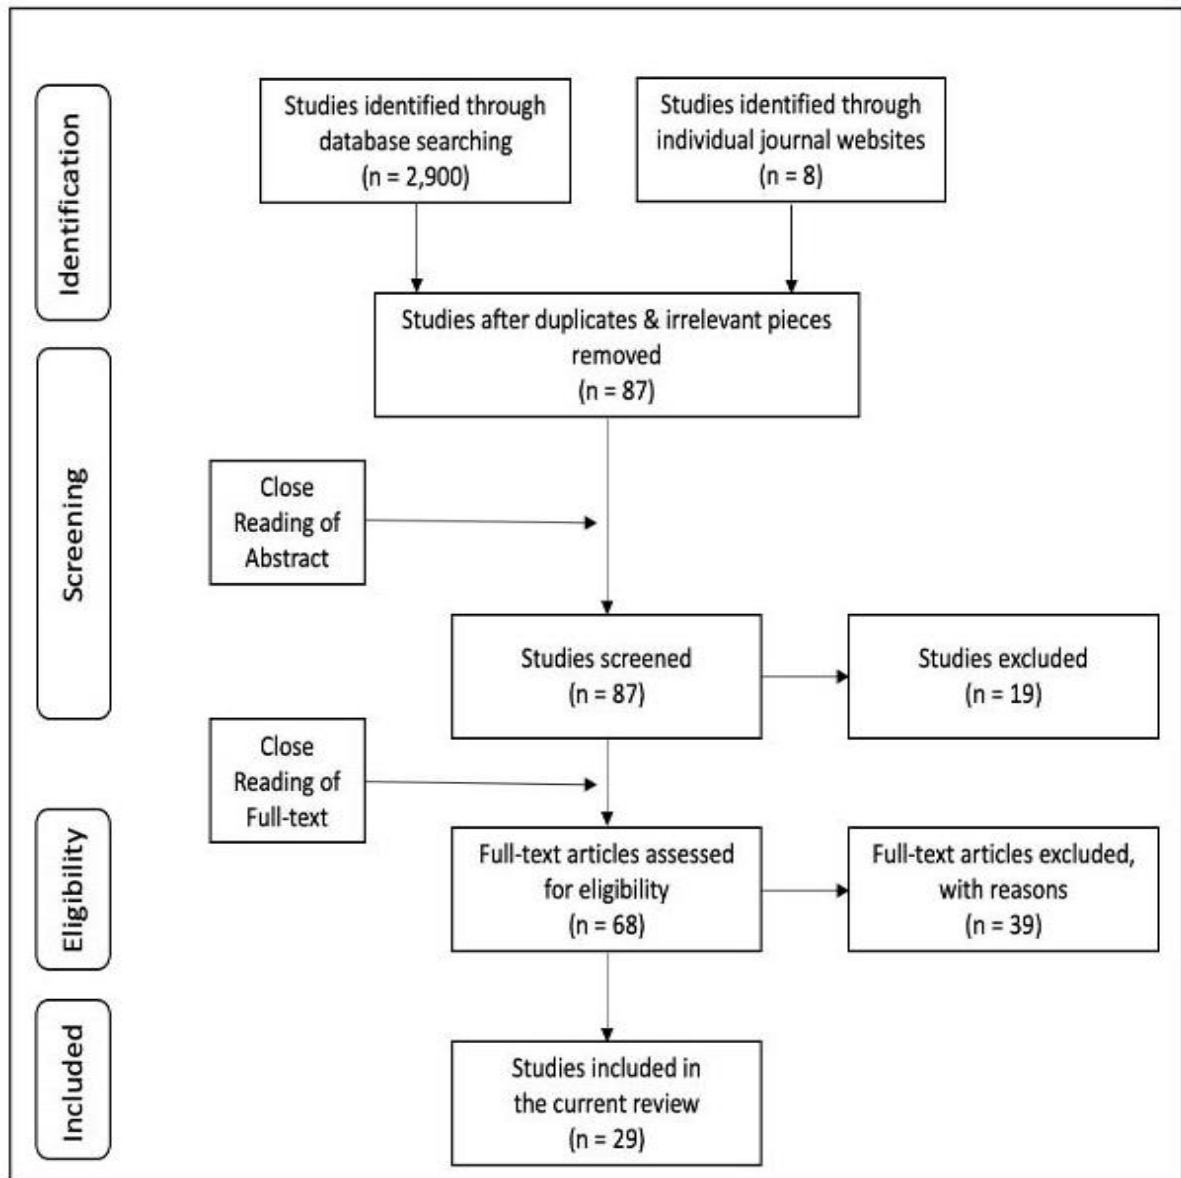 Identification
Studies identified through
database searching
(n = 2,900)
Studies identified through
individual journal websites
(n = 8)
Studies after duplicates & irrelevant pieces
removed
(n = 87)
Screening
Close
Reading of
Abstract
Studies screened
(n = 87)
Studies excluded
(n = 19)
Close
Reading of
Full-text
Eligibility
Full-text articles assessed
for eligibility
(n = 68)
Full-text articles excluded,
with reasons
(n = 39)
Included
Studies included in
the current review
(n = 29)